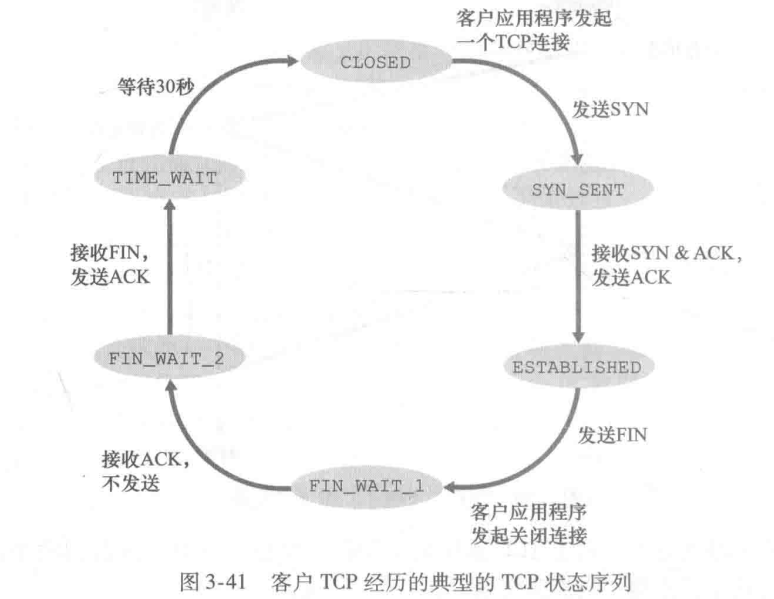 客户应用程序发起
一个TCP连接
CLOSED
等待30秒
发送SYN
TIME_WAIT
SYN_SENT
接收FIN，
发送ACK
接收SYN & ACK，
发送ACK
FIN_WAIT_2
ESTABLISHED
发送FIN
接收ACK，
不发送
FIN_WAIT_1
客户应用程序
发起关闭连接
图 3-41 客户 TCP 经历的典型的 TCP 状态序列